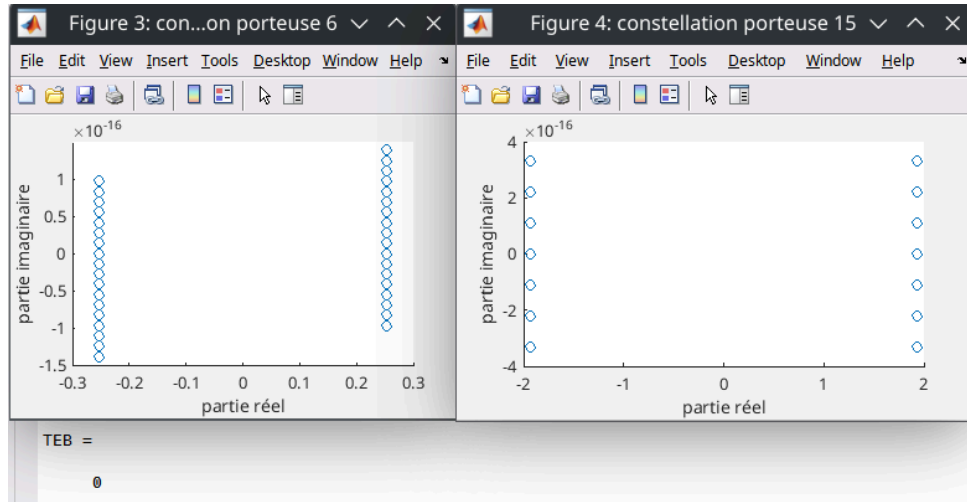 Figure 3: con...on porteuse 6
File Edit View Insert Tools Desktop Window Help
×10-16
1
0.5
0
-0.5
-1
-1.5
-0.3 -0.2 -0.1 0 0.1 0.2 0.3
partie imaginaire
partie réel
Figure 4: constellation porteuse 15
File Edit View Insert Tools Desktop Window Help
×10-16
4
2
0
-2
-4
-2 -1 0 1 2
partie imaginaire
partie réel
TEB =
0